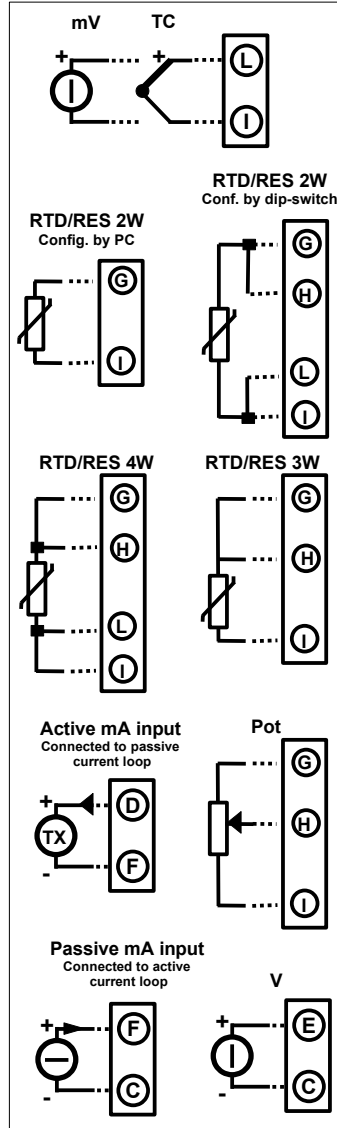 mV TC
+ +
L
I
RTD/RES 2W
Conf. by dip-switch
RTD/RES 2W
Config. by PC
G
I
G
H
L
I
RTD/RES 4W
G
H
L
I
RTD/RES 3W
G
H
I
Active mA input
Connected to passive
current loop
+
D
TX
-
F
Pot
G
H
I
Passive mA input
Connected to active
current loop
+
F
-
C
V
+
E
-
C